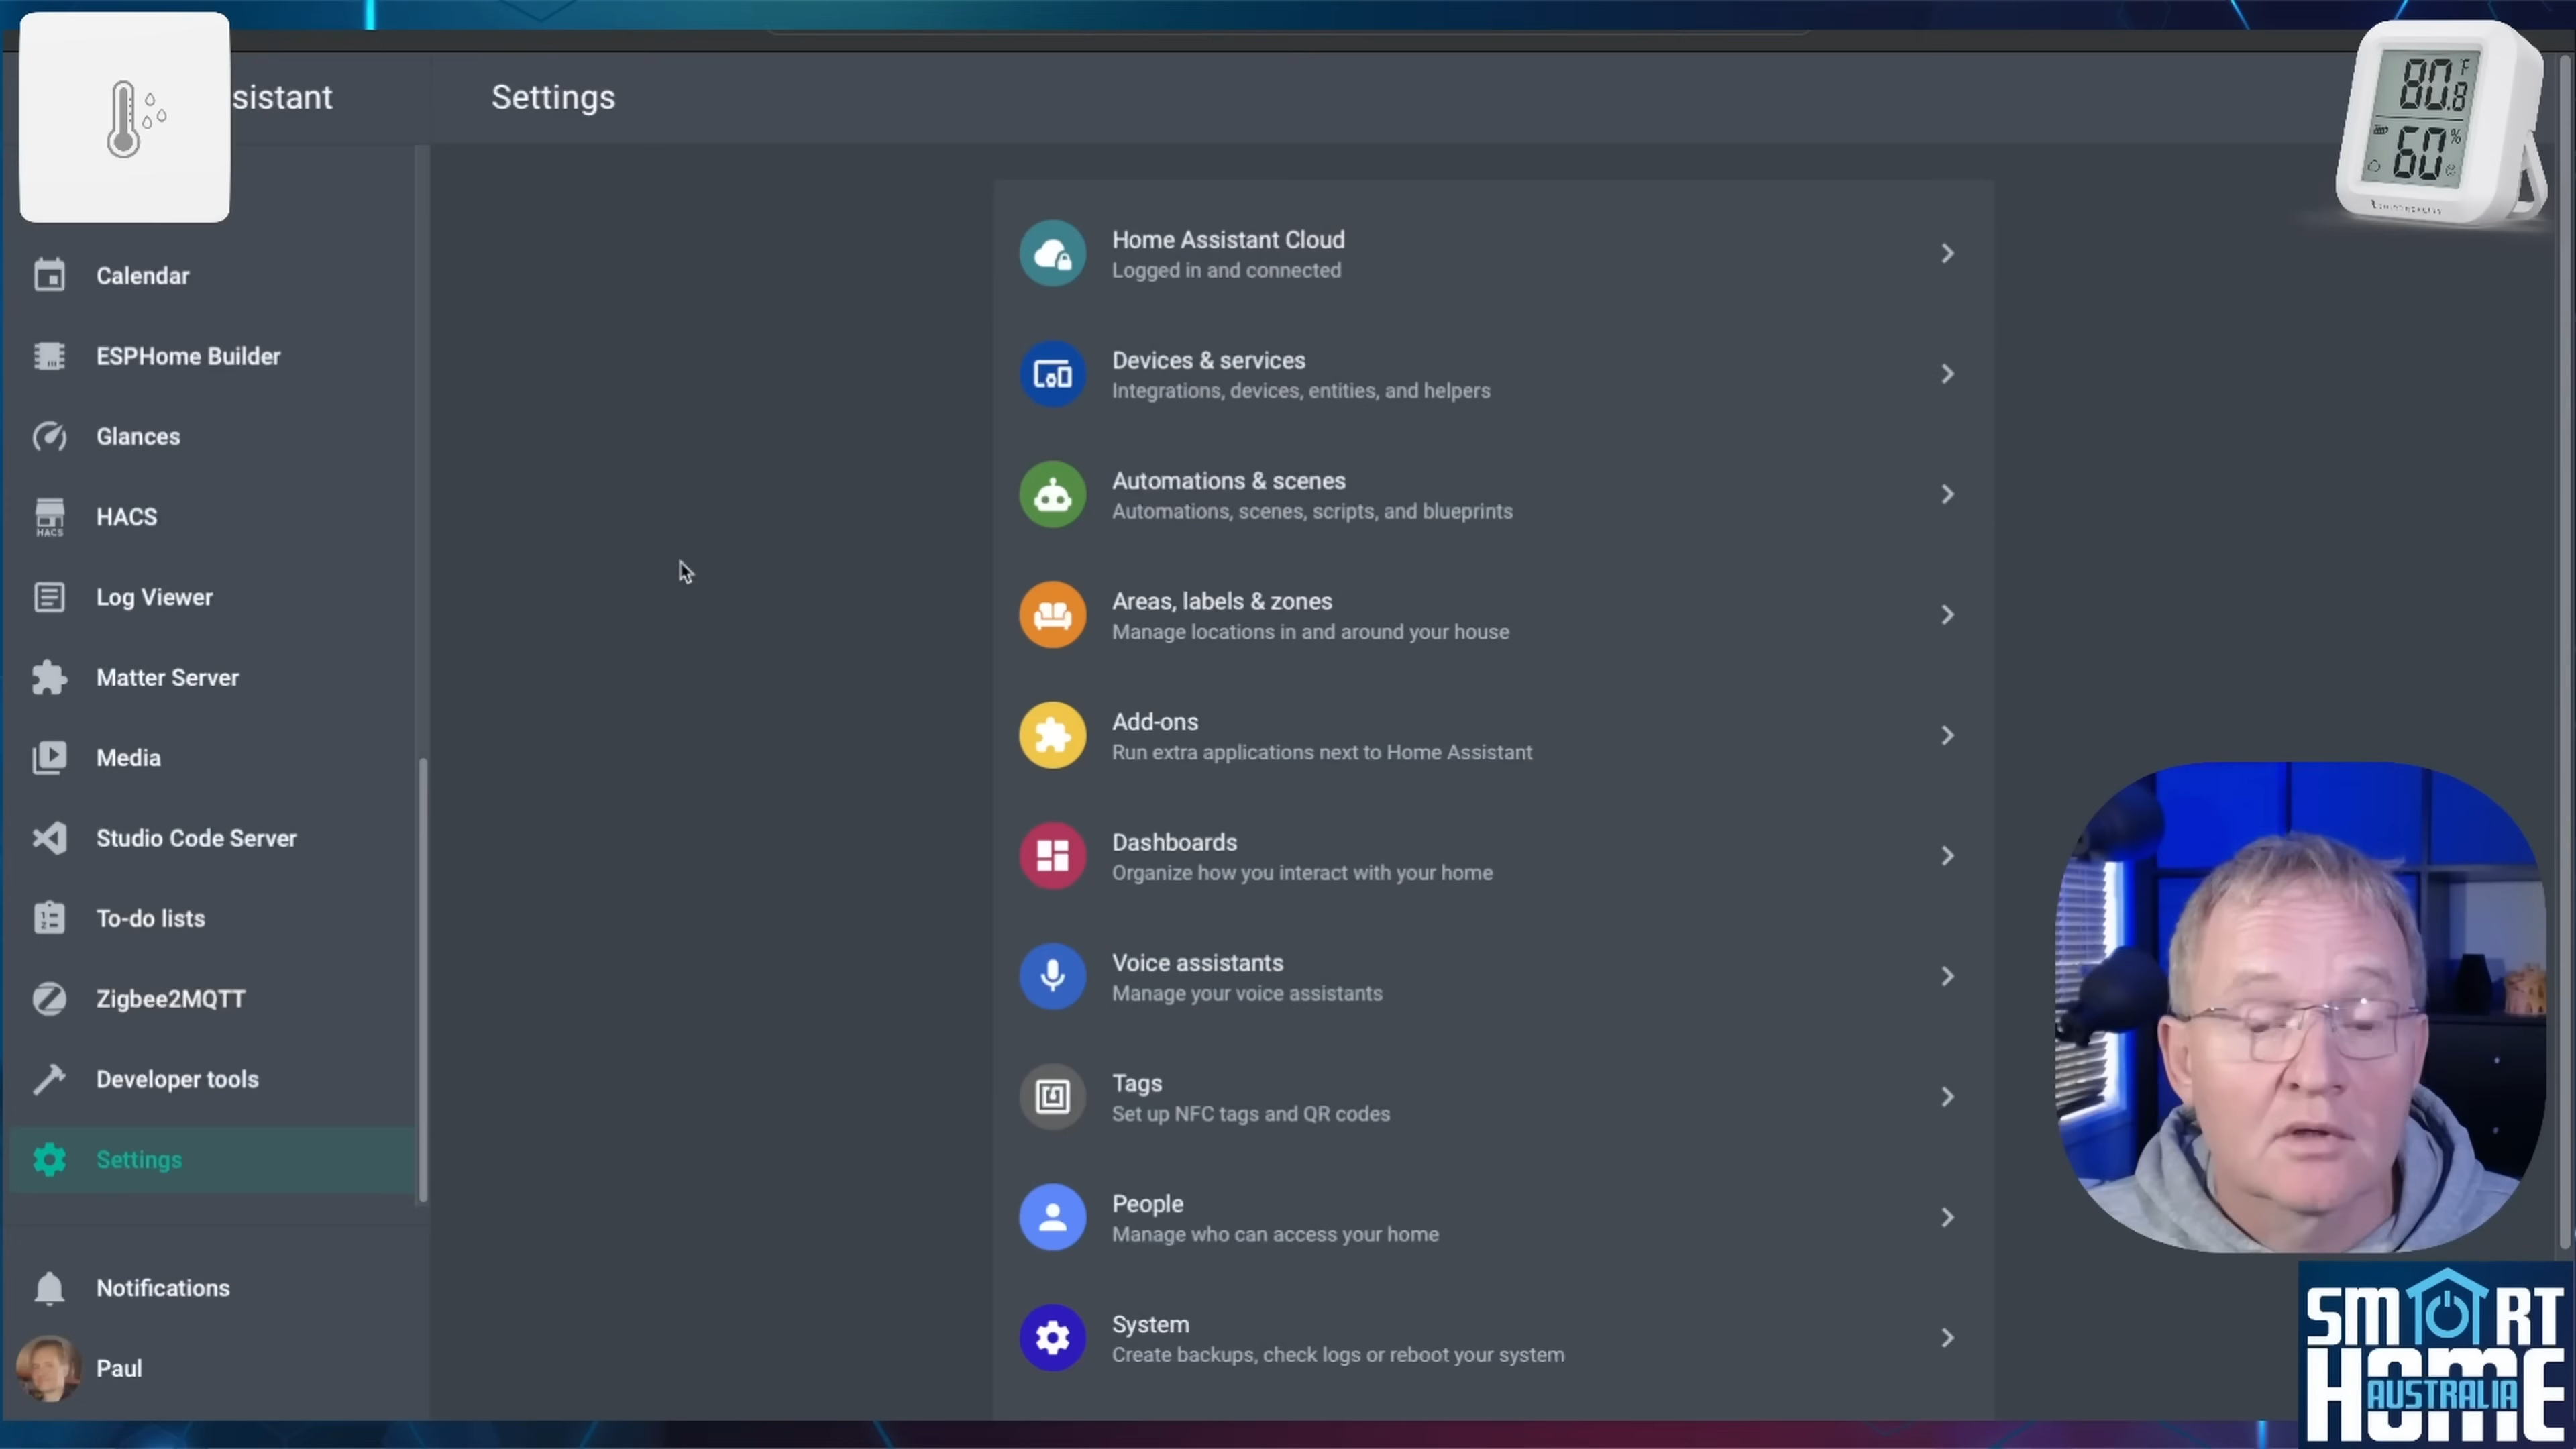 sistant
Settings
Calendar
ESPHome Builder
Glances
HACS
HACS
Log Viewer
Matter Server
Media
Studio Code Server
To-do lists
Zigbee2MQTT
Developer tools
Settings
Notifications
Paul
Home Assistant Cloud
Logged in and connected
Devices & services
Integrations, devices, entities, and helpers
Automations & scenes
Automations, scenes, scripts, and blueprints
Areas, labels & zones
Manage locations in and around your house
Add-ons
Run extra applications next to Home Assistant
Dashboards
Organize how you interact with your home
Voice assistants
Manage your voice assistants
Tags
Set up NFC tags and QR codes
People
Manage who can access your home
System
Create backups, check logs or reboot your system
80.8 °F
60 %
SMART
HOME
AUSTRALIA